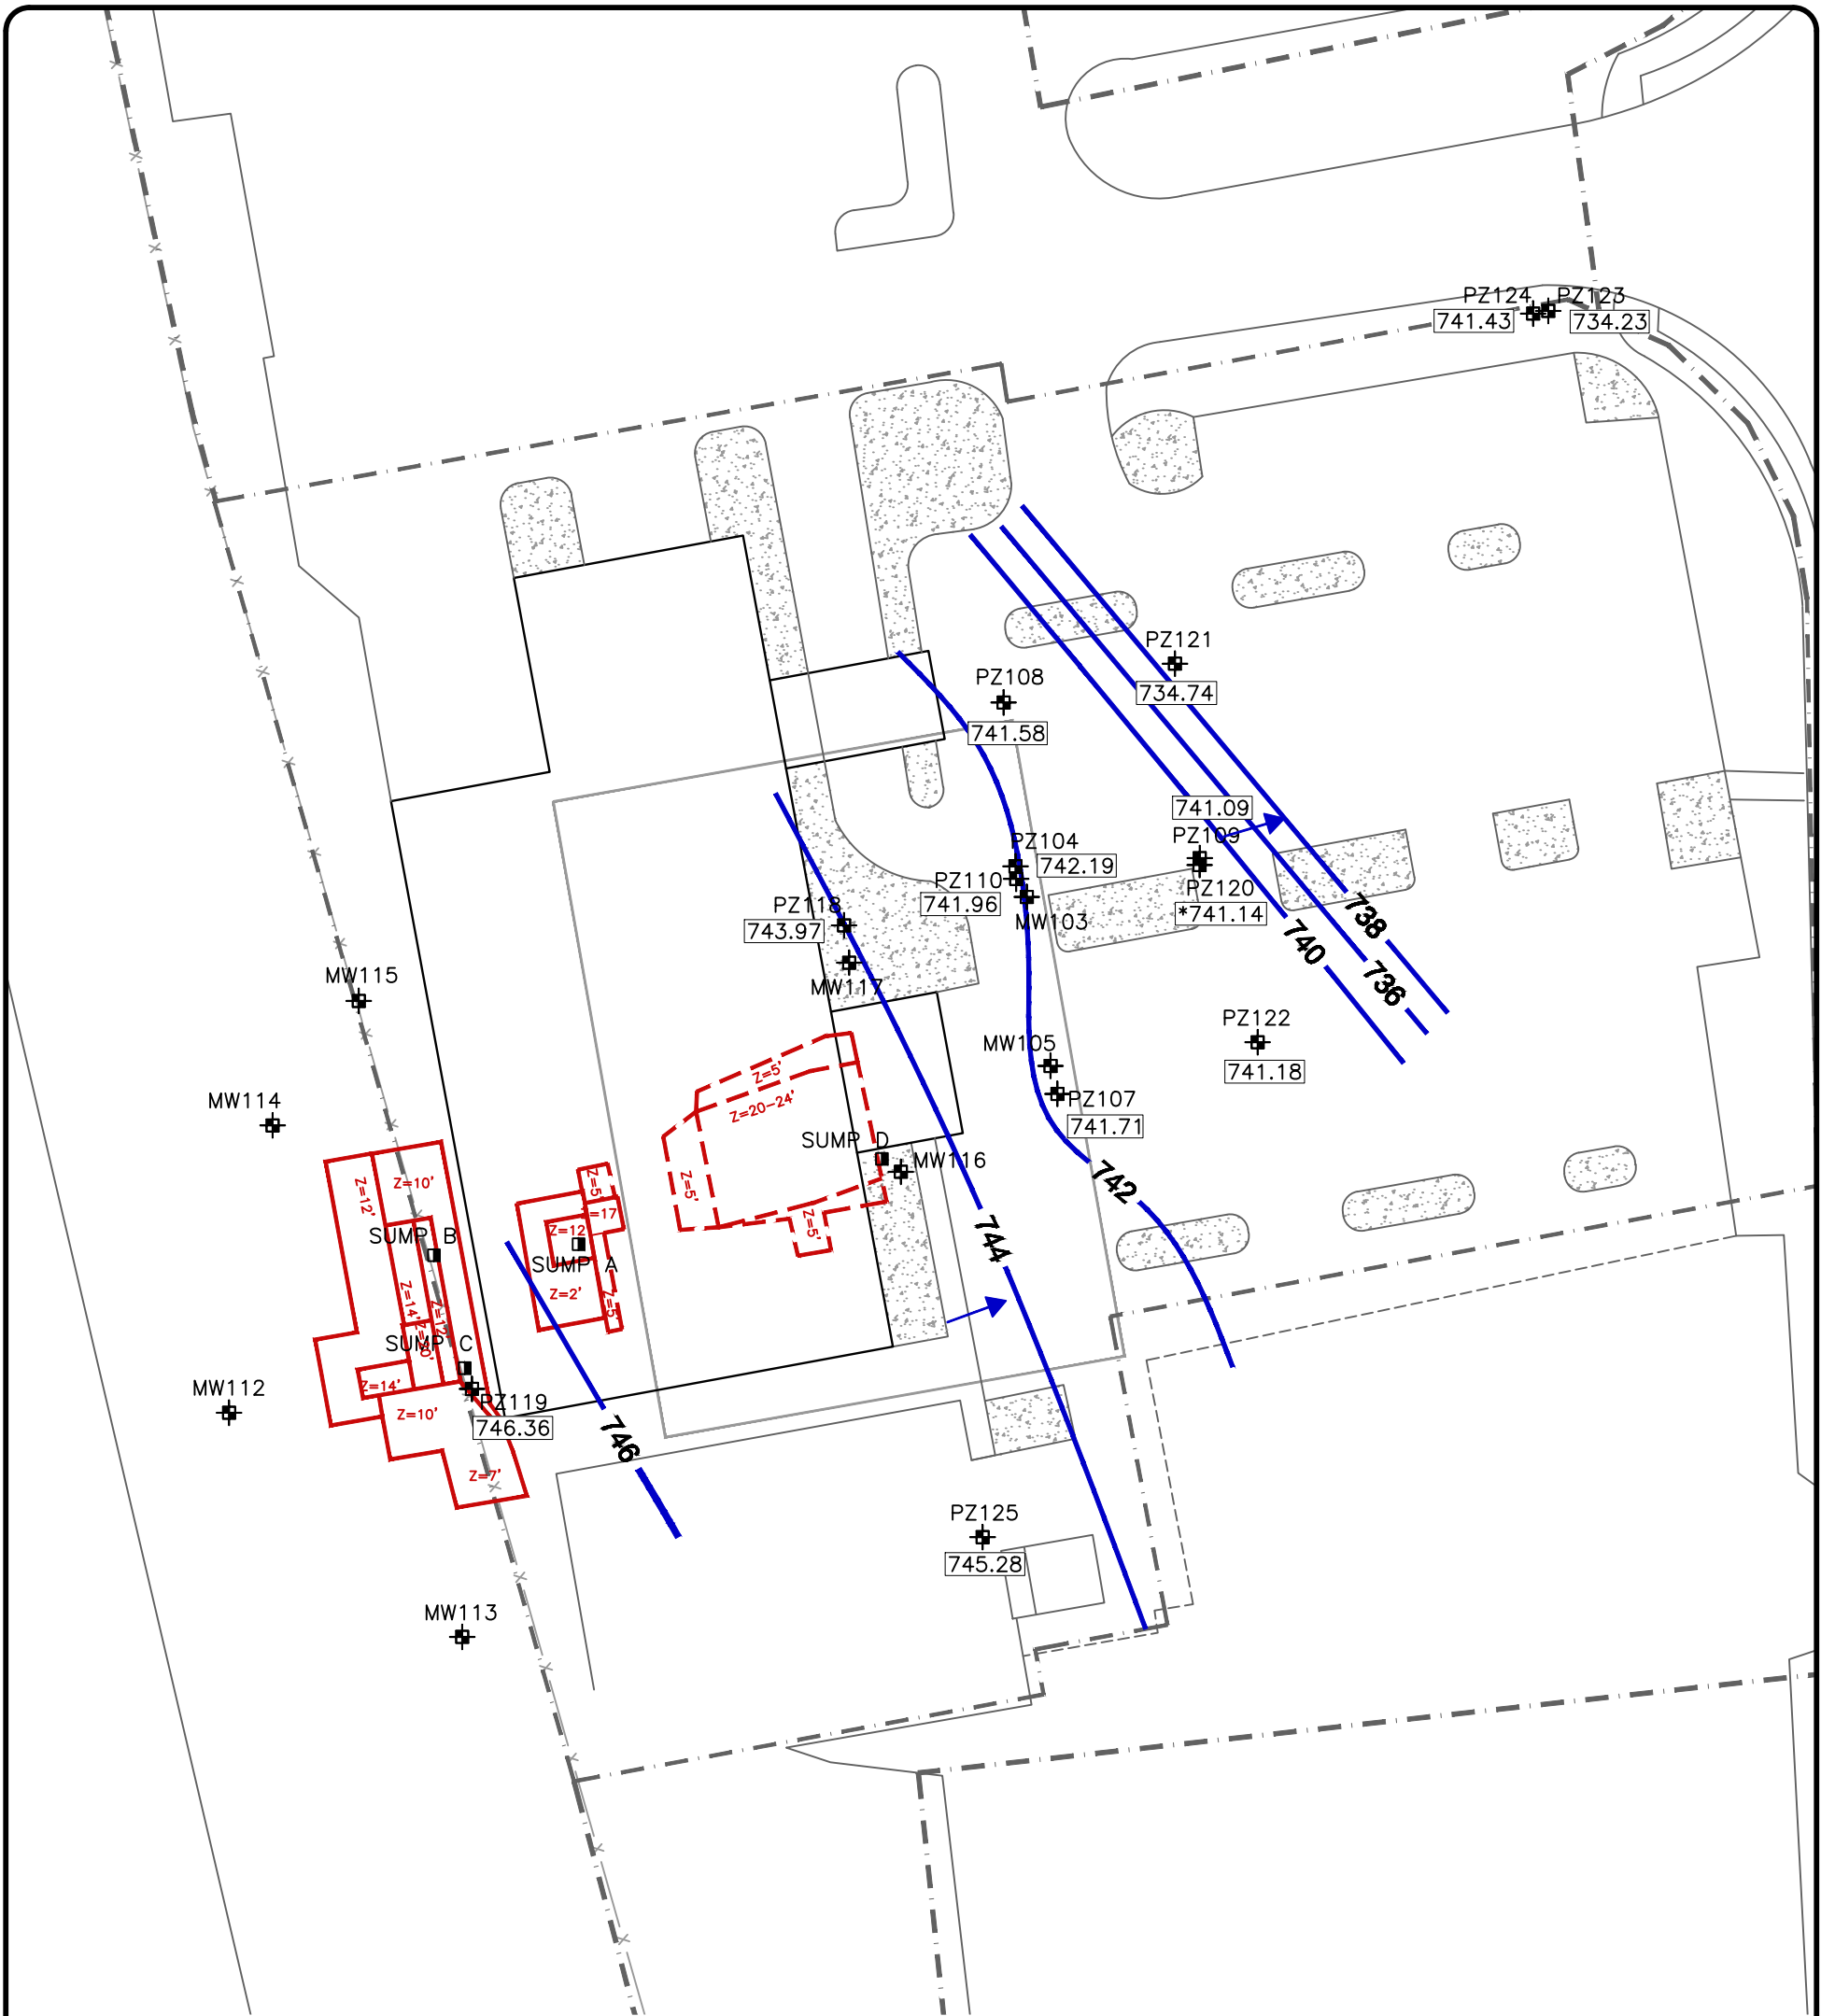 PZ124
PZ123
741.43
734.23
PZ121
734.74
PZ108
741.58
741.09
PZ109
PZ104
742.19
PZ110
741.96
MW103
PZ120
*741.14
PZ118
743.97
MW117
738
740
736
MW115
PZ122
741.18
MW105
PZ107
741.71
MW114
Z=5'
Z=20-24'
SUMP D
MW116
742
Z=12'
Z=10'
Z=5'
Z=5'
Z=17
Z=12
Z=5'
SUMP B
SUMP A
744
Z=2'
Z=5'
Z=14'
Z=12'
SUMP C
Z=20'
Z=14'
MW112
PZ119
746.36
Z=10'
746
Z=7'
PZ125
745.28
MW113